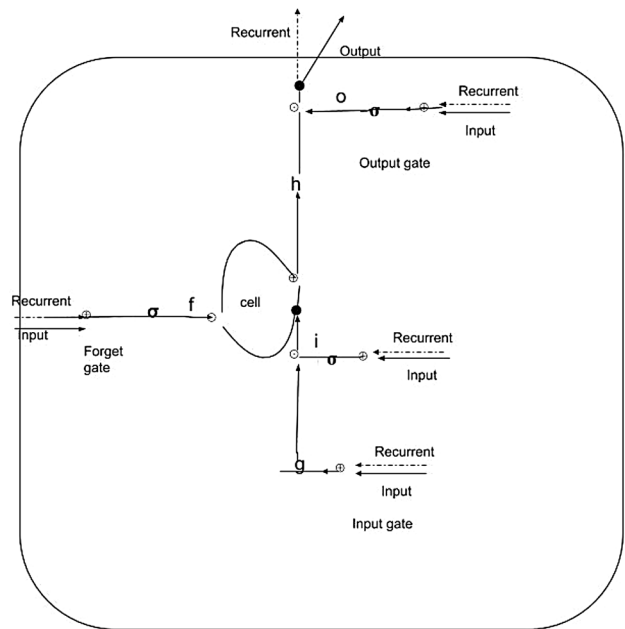 Recurrent
Output
o
Recurrent
σ
Input
Output gate
h
cell
Recurrent
σ
f
Input
Forget
gate
i
Recurrent
σ
Input
g
Recurrent
Input
Input gate